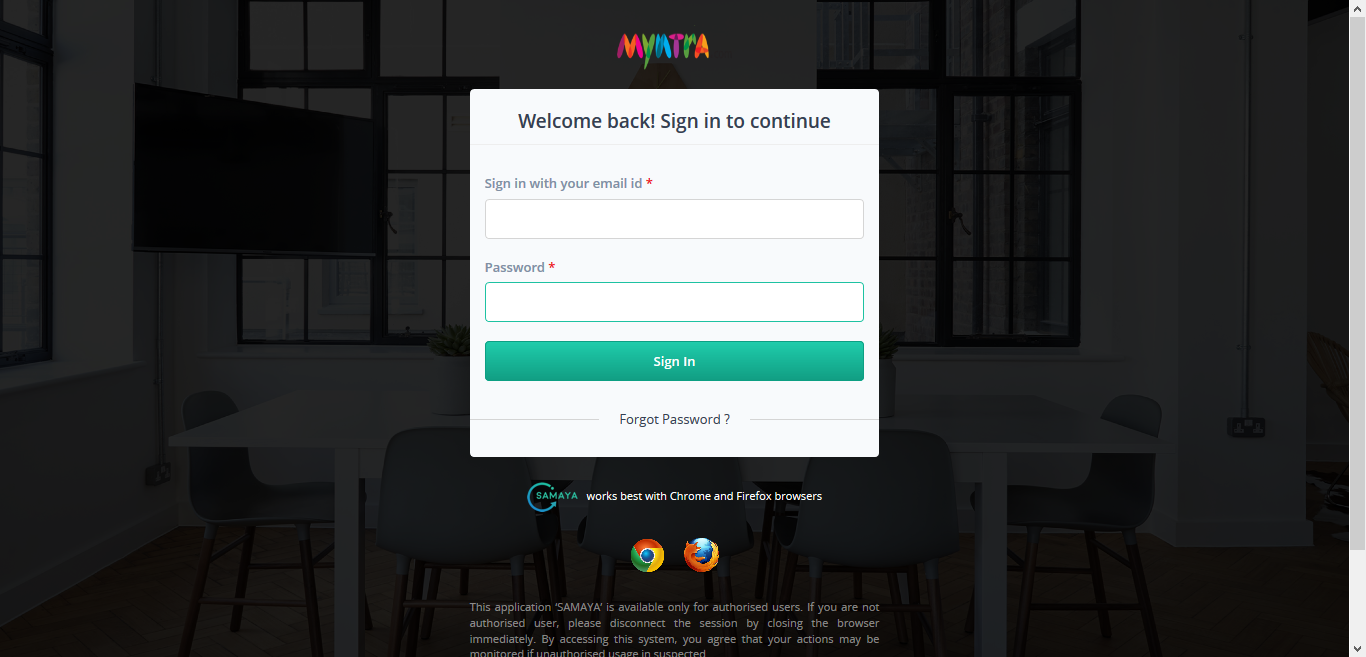 myntra
Welcome back! Sign in to continue
Sign in with your email id *
Password *
Sign In
Forgot Password ?
SAMAYA works best with Chrome and Firefox browsers
This application 'SAMAYA' is available only for authorised users. If you are not
authorised user, please disconnect the session by closing the browser
immediately. By accessing this system, you agree that your actions may be
monitored if unauthorised usage in suspected.